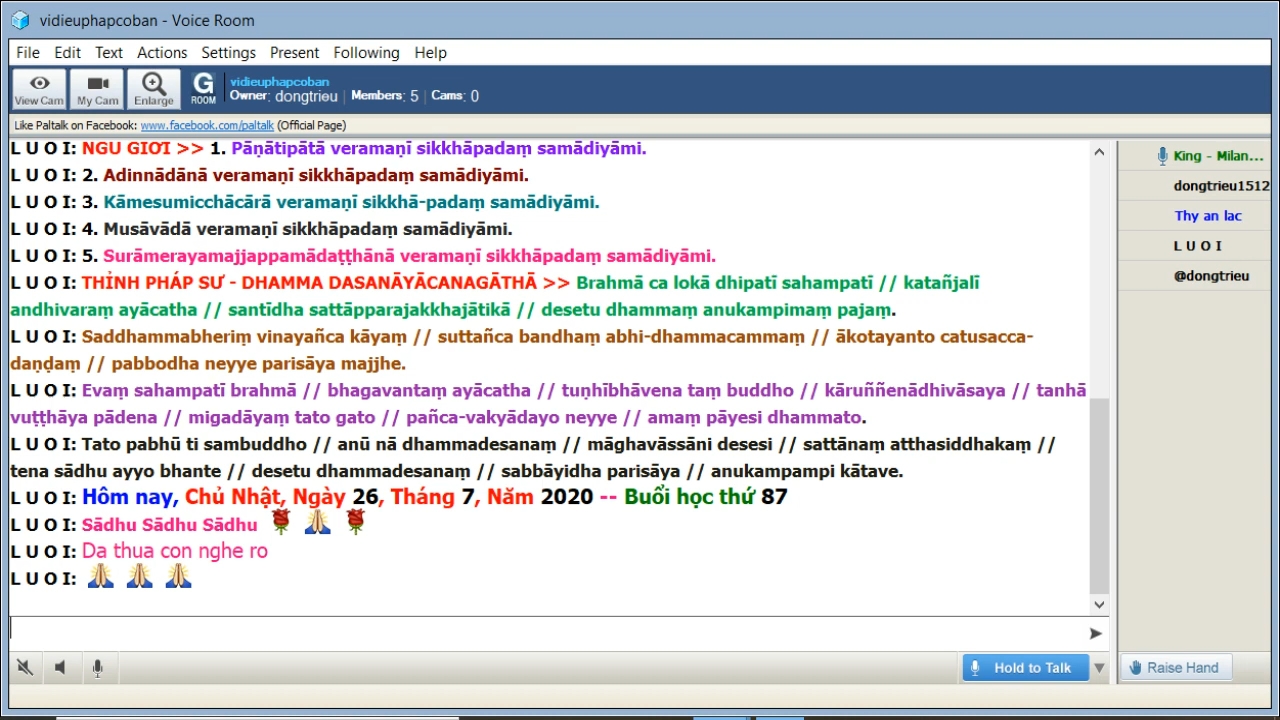 vidieuphapcoban - Voice Room
File Edit Text Actions Settings Present Following Help
View Cam My Cam Enlarge G ROOM
vidieuphapcoban
Owner: dongtrieu | Members: 5 | Cams: 0
Like Paltalk on Facebook: www.facebook.com/paltalk (Official Page)
L U O I: NGU GIƠI >> 1. Pāṇātipātā veramaṇī sikkhāpadaṃ samādiyāmi.
L U O I: 2. Adinnādānā veramaṇī sikkhāpadaṃ samādiyāmi.
L U O I: 3. Kāmesumicchācārā veramaṇī sikkhā-padaṃ samādiyāmi.
L U O I: 4. Musāvādā veramaṇī sikkhāpadaṃ samādiyāmi.
L U O I: 5. Surāmerayamajjappamādaṭṭhānā veramaṇī sikkhāpadaṃ samādiyāmi.
L U O I: THỈNH PHÁP SƯ - DHAMMA DASANĀYĀCANAGĀTHĀ >> Brahmā ca lokā dhipatī sahampatī // katañjalī
andhivaraṃ ayācatha // santīdha sattāpparajakkhajātikā // desetu dhammaṃ anukampimaṃ pajaṃ.
L U O I: Saddhammabheriṃ vinayañca kāyaṃ // suttañca bandhaṃ abhi-dhammacammaṃ // ākotayanto catusacca-
daṇḍaṃ // pabbodha neyye parisāya majjhe.
L U O I: Evaṃ sahampatī brahmā // bhagavantaṃ ayācatha // tuṇhībhāvena taṃ buddho // kāruññenādhivāsaya // tanhā
vuṭṭhāya pādena // migadāyaṃ tato gato // pañca-vakyādayo neyye // amaṃ pāyesi dhammato.
L U O I: Tato pabhū ti sambuddho // anū nā dhammadesanaṃ // māghavāssāni desesi // sattānaṃ atthasiddhakaṃ //
tena sādhu ayyo bhante // desetu dhammadesanaṃ // sabbāyidha parisāya // anukampampi kātave.
L U O I: Hôm nay, Chủ Nhật, Ngày 26, Tháng 7, Năm 2020 -- Buổi học thứ 87
L U O I: Sādhu Sādhu Sādhu 🌹 🙏 🌹
L U O I: Da thua con nghe ro
L U O I: 🙏 🙏 🙏
King - Milan...
dongtrieu1512
Thy an lac
L U O I
@dongtrieu
Hold to Talk
Raise Hand